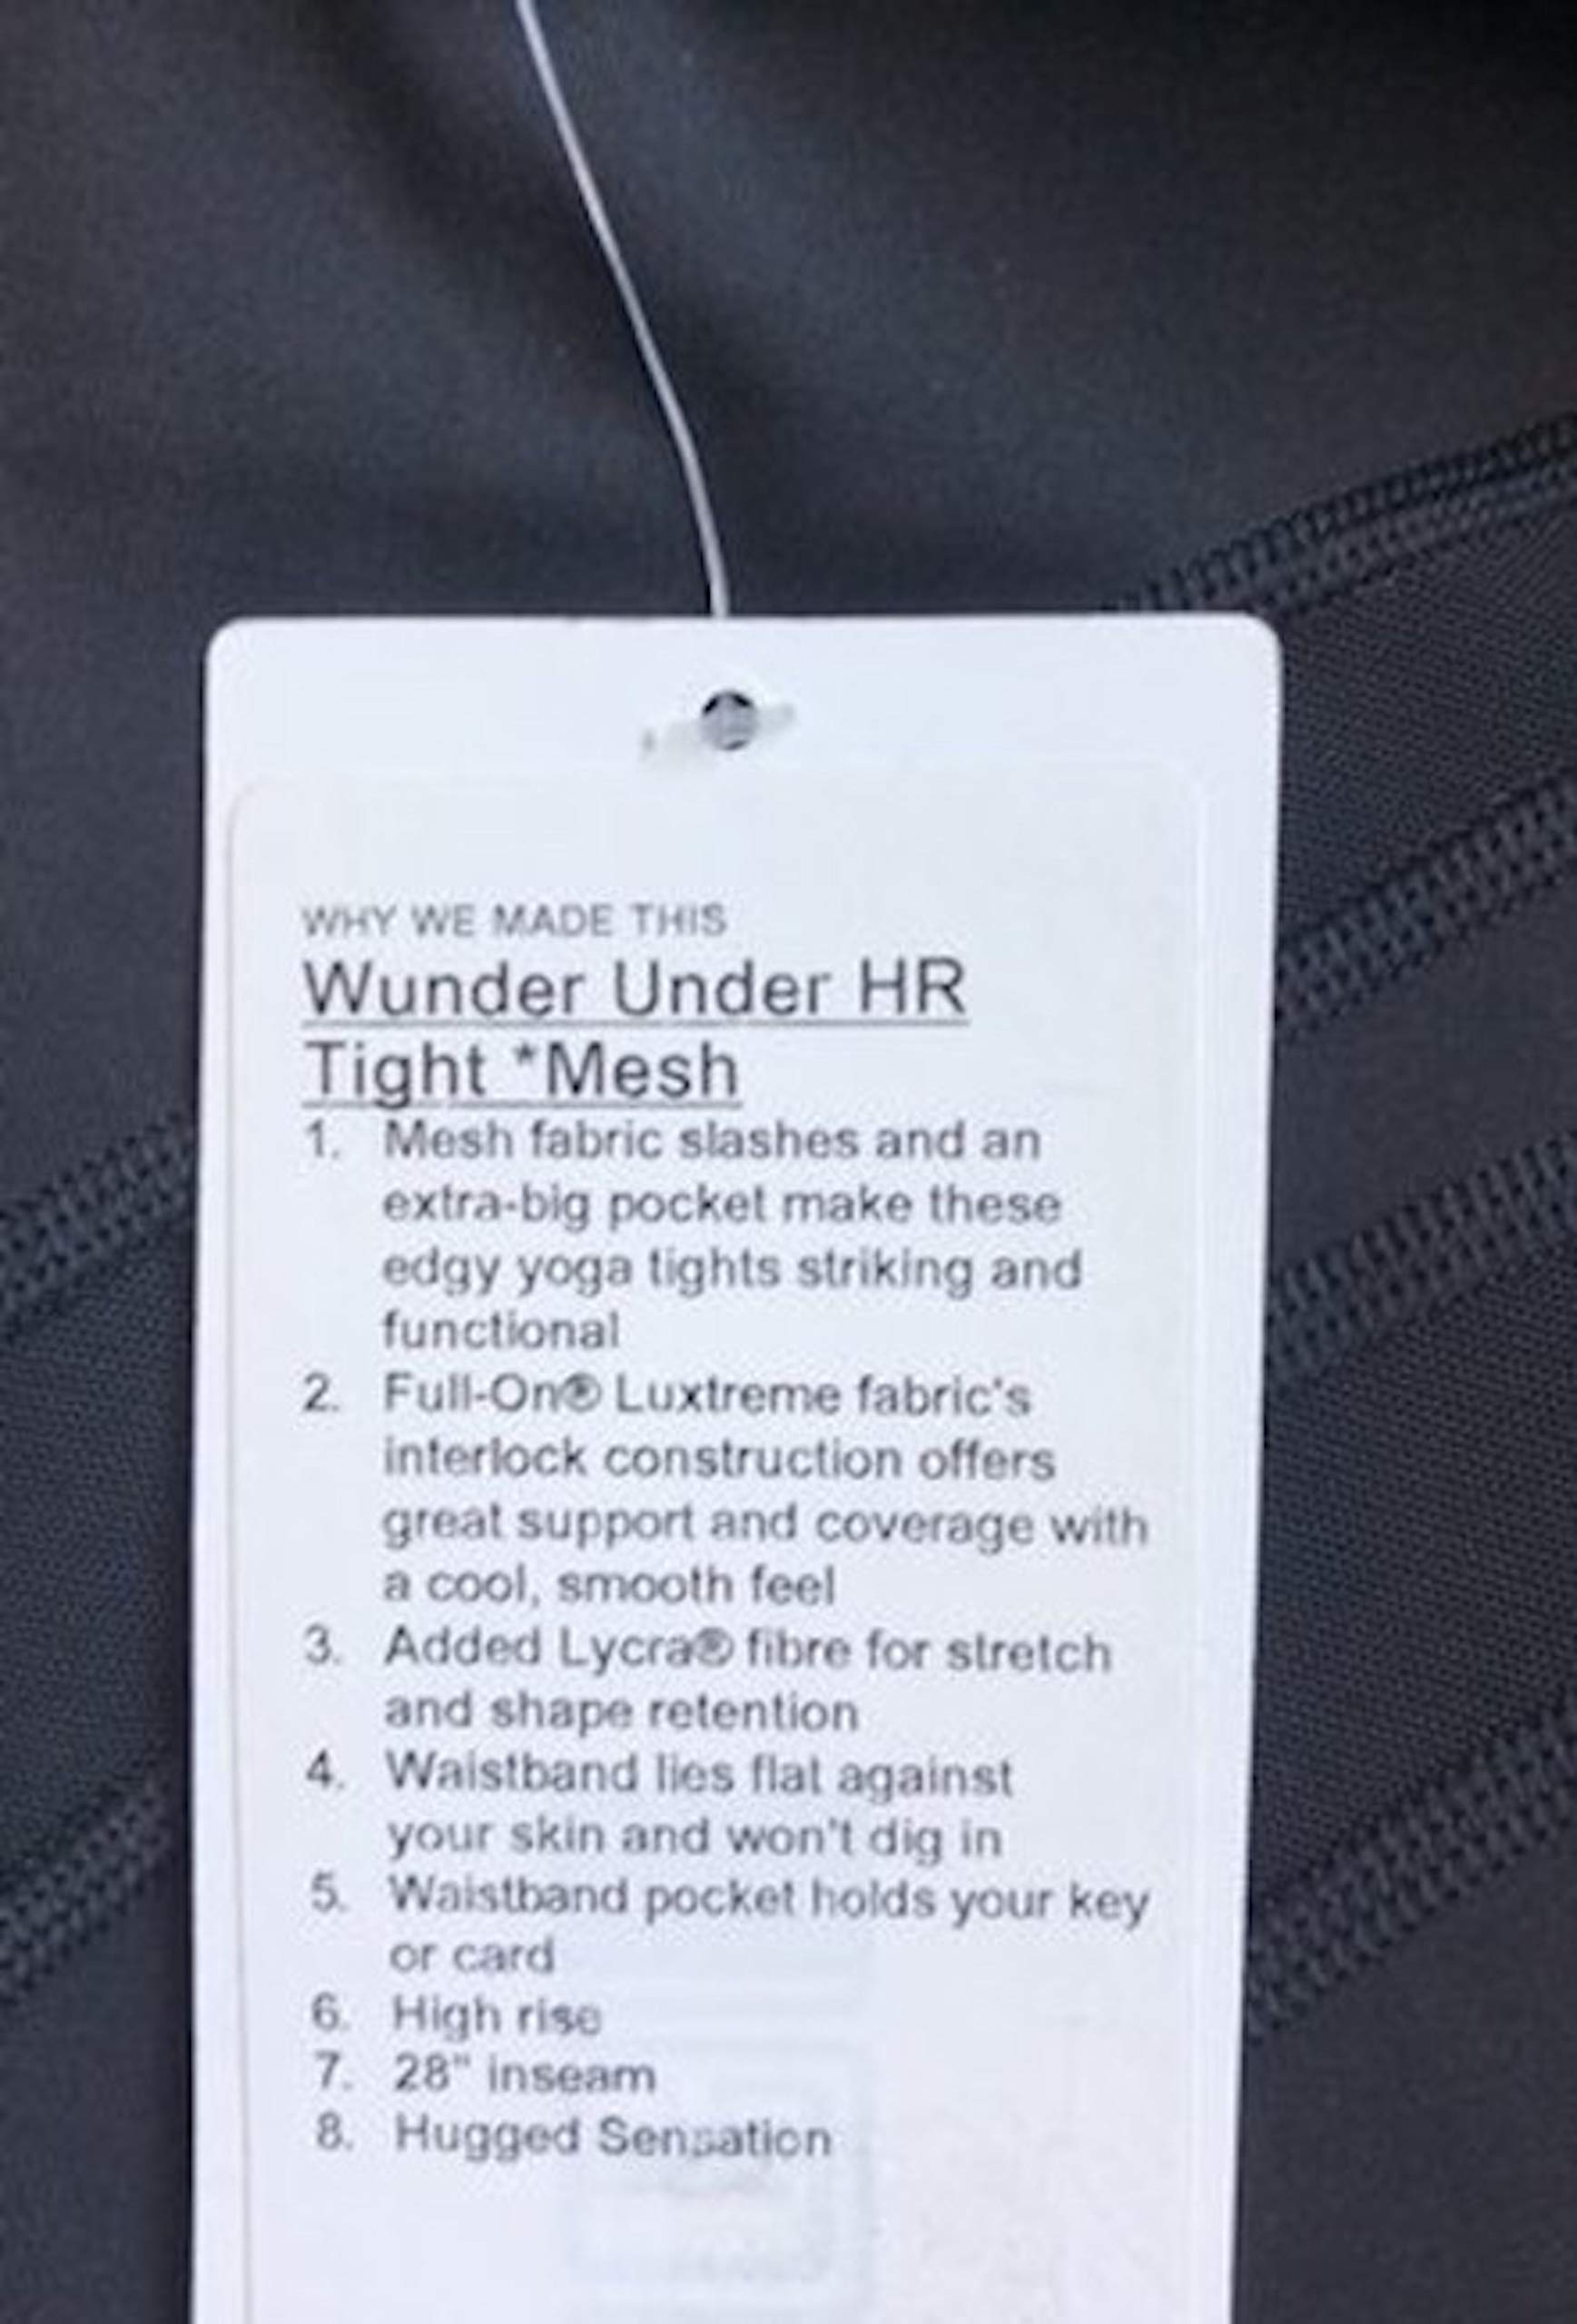 WHY WE MADE THIS
Wunder Under HR
Tight *Mesh
1. Mesh fabric slashes and an
extra-big pocket make these
edgy yoga tights striking and
functional
2. Full-On® Luxtreme fabric's
interlock construction offers
great support and coverage with
a cool, smooth feel
3. Added Lycra® fibre for stretch
and shape retention
4. Waistband lies flat against
your skin and won't dig in
5. Waistband pocket holds your key
or card
6. High rise
7. 28" inseam
8. Hugged Sensation